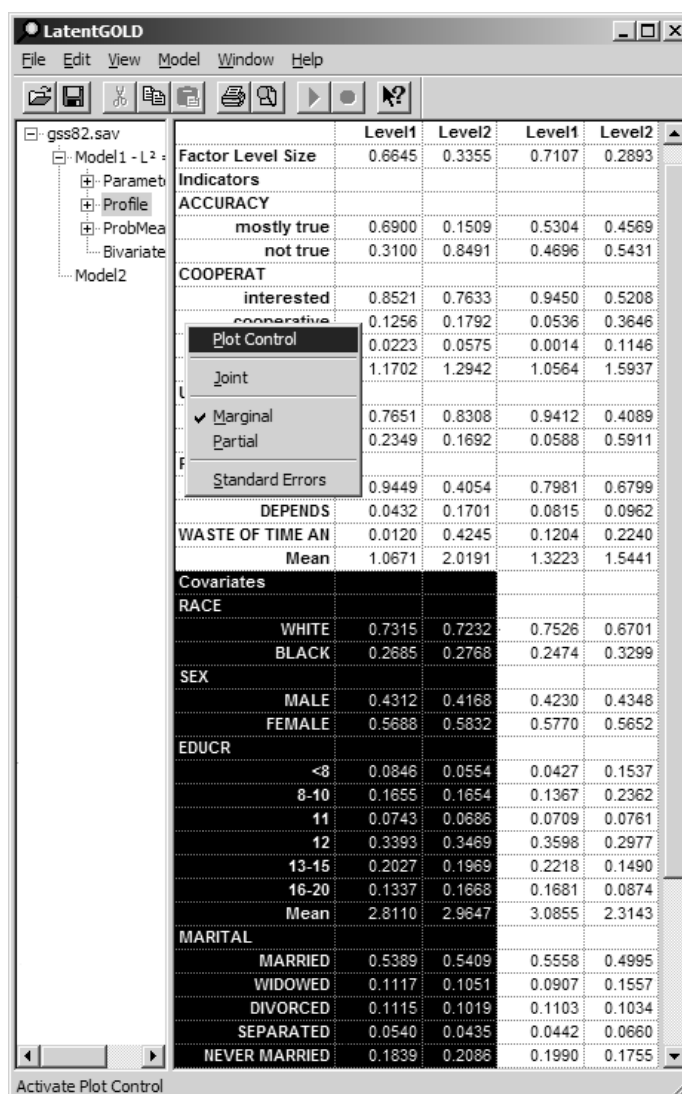 LatentGOLD
File Edit View Model Window Help
gss82.sav
Model1 - L² =
Paramet
Profile
ProbMea
Bivariate
Model2
Level1 Level2 Level1 Level2
Factor Level Size 0.6645 0.3355 0.7107 0.2893
Indicators
ACCURACY
mostly true 0.6900 0.1509 0.5304 0.4569
not true 0.3100 0.8491 0.4696 0.5431
COOPERAT
interested 0.8521 0.7633 0.9450 0.5208
cooperative 0.1256 0.1792 0.0536 0.3646
0.0223 0.0575 0.0014 0.1146
1.1702 1.2942 1.0564 1.5937
0.7651 0.8308 0.9412 0.4089
0.2349 0.1692 0.0588 0.5911
0.9449 0.4054 0.7981 0.6799
Plot Control
Joint
Marginal
Partial
Standard Errors
DEPENDS 0.0432 0.1701 0.0815 0.0962
WASTE OF TIME AN 0.0120 0.4245 0.1204 0.2240
Mean 1.0671 2.0191 1.3223 1.5441
Covariates
RACE
WHITE 0.7315 0.7232 0.7526 0.6701
BLACK 0.2685 0.2768 0.2474 0.3299
SEX
MALE 0.4312 0.4168 0.4230 0.4348
FEMALE 0.5688 0.5832 0.5770 0.5652
EDUCR
<8 0.0846 0.0554 0.0427 0.1537
8-10 0.1655 0.1654 0.1367 0.2362
11 0.0743 0.0686 0.0709 0.0761
12 0.3393 0.3469 0.3598 0.2977
13-15 0.2027 0.1969 0.2218 0.1490
16-20 0.1337 0.1668 0.1681 0.0874
Mean 2.8110 2.9647 3.0855 2.3143
MARITAL
MARRIED 0.5389 0.5409 0.5558 0.4995
WIDOWED 0.1117 0.1051 0.0907 0.1557
DIVORCED 0.1115 0.1019 0.1103 0.1034
SEPARATED 0.0540 0.0435 0.0442 0.0660
NEVER MARRIED 0.1839 0.2086 0.1990 0.1755
Activate Plot Control